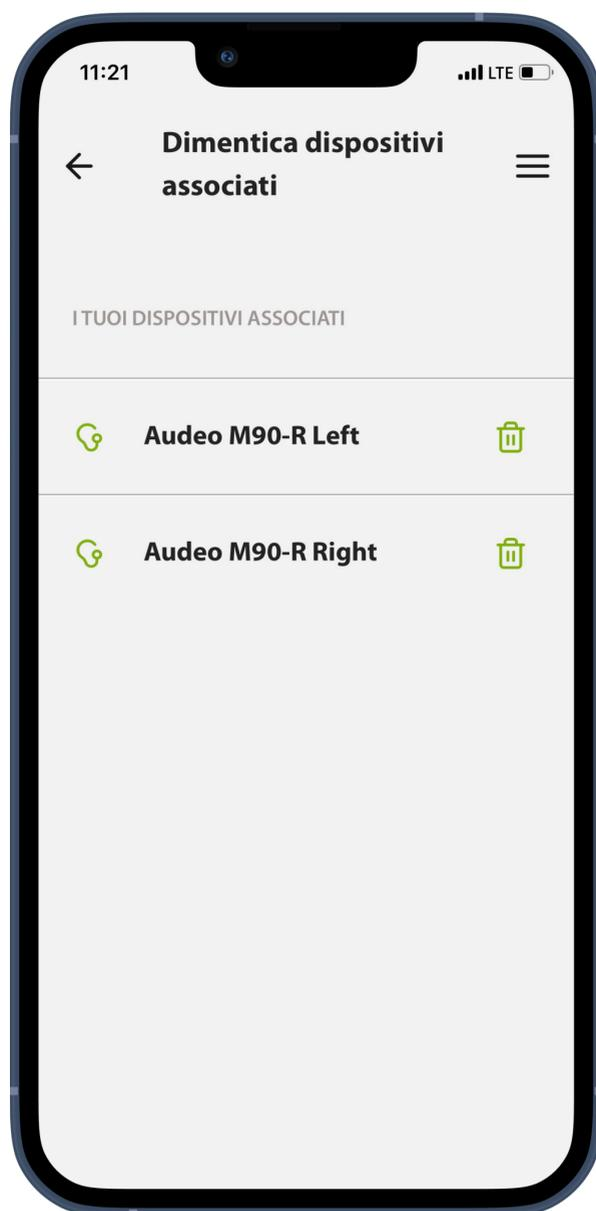 11:21
LTE
Dimentica dispositivi
associati
I TUOI DISPOSITIVI ASSOCIATI
Audeo M90-R Left
Audeo M90-R Right